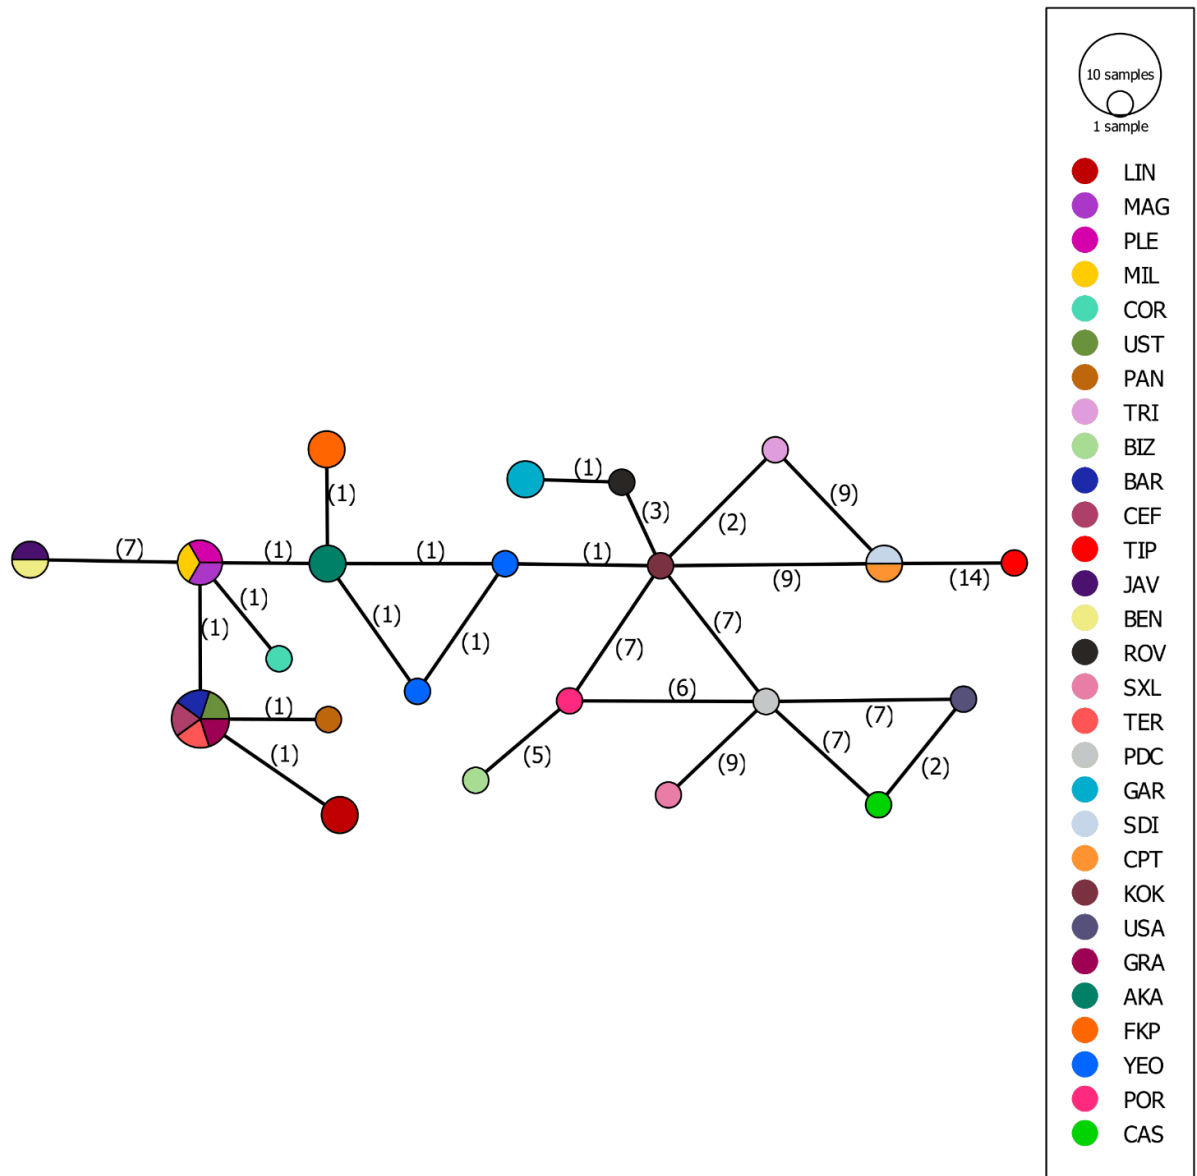 10 samples
1 sample
LIN
MAG
PLE
MIL
COR
UST
PAN
TRI
BIZ
BAR
CEF
TIP
JAV
BEN
ROV
SXL
TER
PDC
GAR
SDI
CPT
KOK
USA
GRA
AKA
FKP
YEO
POR
CAS
(1)
(1)
(9)
(3)
(2)
(7)
(1)
(1)
(1)
(9)
(14)
(1)
(1)
(1)
(1)
(7)
(7)
(6)
(1)
(7)
(1)
(5)
(9)
(7)
(2)